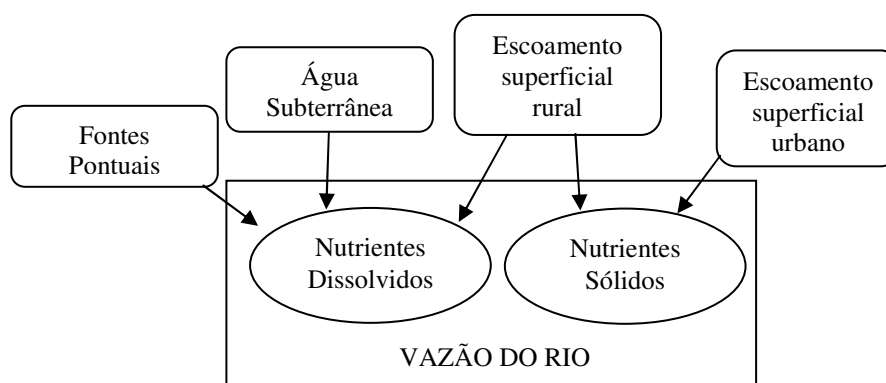 Fontes
Pontuais
Água
Subterrânea
Escoamento
superficial
rural
Escoamento
superficial
urbano
Nutrientes
Dissolvidos
Nutrientes
Sólidos
VAZÃO DO RIO